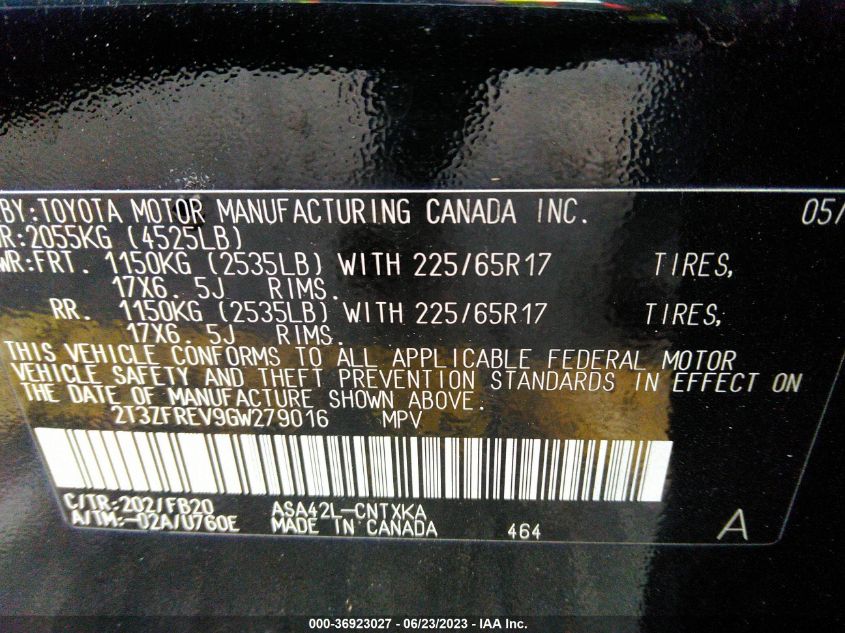 BY:TOYOTA MOTOR MANUFACTURING CANADA INC. 05/
R:2055KG (4525LB)
WR:FRT. 1150KG (2535LB) WITH 225/65R17 TIRES,
17X6.5J RIMS.
RR. 1150KG (2535LB) WITH 225/65R17 TIRES,
17X6.5J RIMS.
THIS VEHICLE CONFORMS TO ALL APPLICABLE FEDERAL MOTOR
VEHICLE SAFETY AND THEFT PREVENTION STANDARDS IN EFFECT ON
THE DATE OF MANUFACTURE SHOWN ABOVE.
2T3ZFREV9GW279016 MPV
C/TR:202/FB20 ASA42L-CNTXKA
A/TM:-02A/U760E MADE IN CANADA 464 A
000-36923027 - 06/23/2023 - IAA Inc.